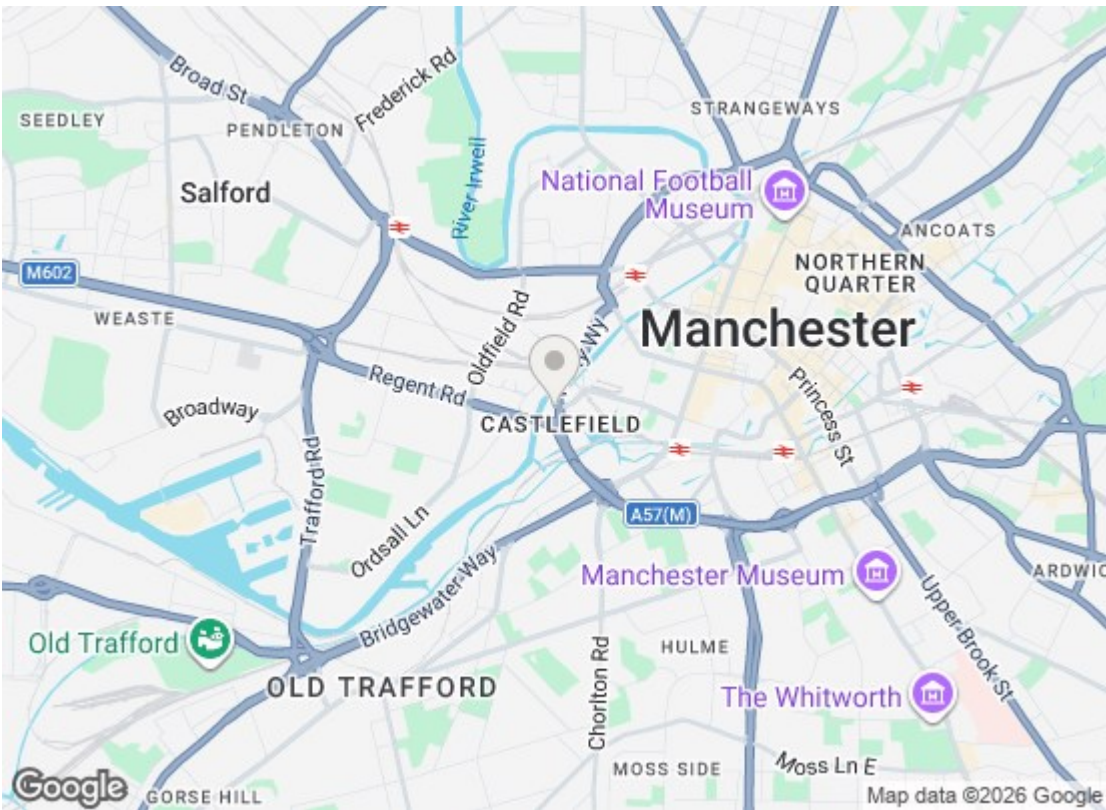 Broad St
Frederick Rd
SEEDLEY
PENDLETON
STRANGEWAYS
Salford
River Irwell
National Football
Museum
ANCOATS
NORTHERN
QUARTER
M602
WEASTE
Oldfield Rd
Manchester
Regent Rd
Princess St
Broadway
CASTLEFIELD
Trafford Rd
A57(M)
Ordsall Ln
Bridgewater Way
Manchester Museum
ARDWIC
Upper Brook St
Old Trafford
HULME
OLD TRAFFORD
Chorlton Rd
The Whitworth
MOSS SIDE
Moss Ln E
Google
GORSE HILL
Map data ©2026 Google